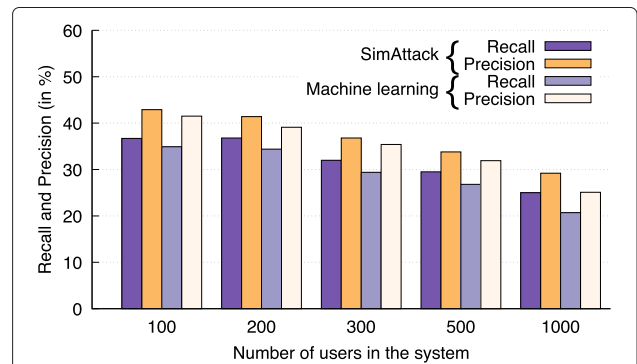 Recall and Precision (in %)
60
50
40
30
20
10
0
SimAttack { Recall
Precision
Machine learning { Recall
Precision
100 200 300 500 1000
Number of users in the system